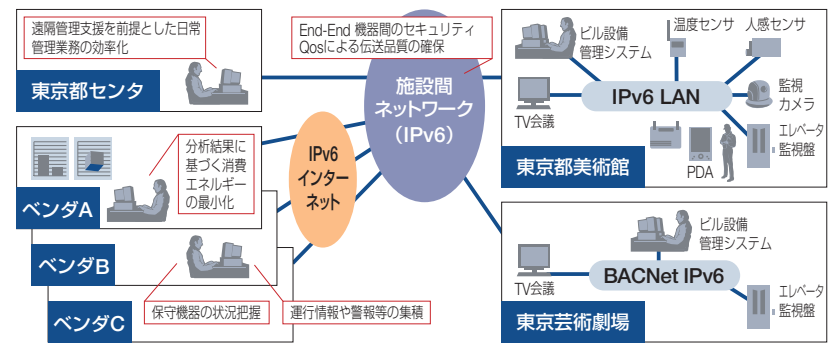 遠隔管理支援を前提とした日常
管理業務の効率化
東京都センタ
End-End 機器間のセキュリティ
Qosによる伝送品質の確保
施設間
ネットワーク
（IPv6）
IPv6
インター
ネット
分析結果に
基づく消費
エネルギー
の最小化
ベンダA
ベンダB
ベンダC
保守機器の状況把握
運行情報や警報等の集積
ビル設備
管理システム
温度センサ
人感センサ
TV会議
IPv6 LAN
監視
カメラ
エレベータ
監視盤
PDA
東京都美術館
ビル設備
管理システム
TV会議
BACNet IPv6
エレベータ
監視盤
東京芸術劇場